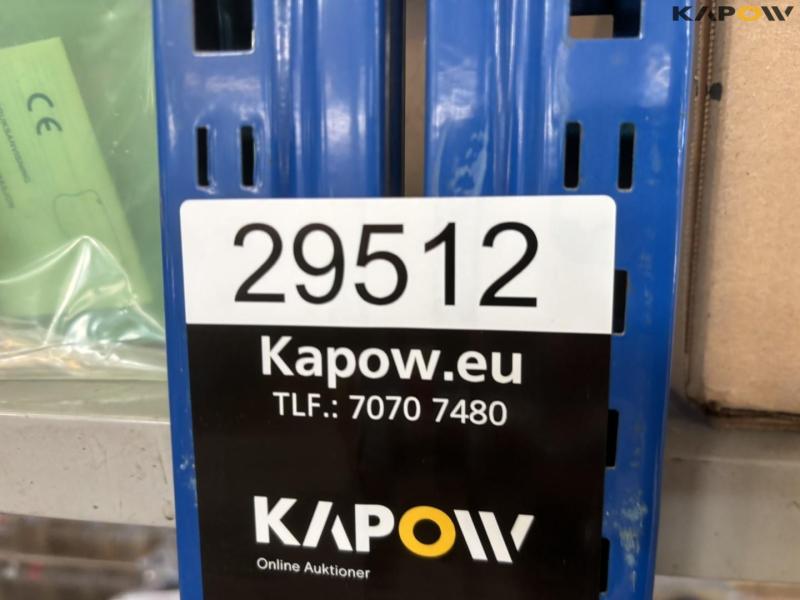 KAPOW
CE
29512
Kapow.eu
TLF.: 7070 7480
KAPOW
Online Auktioner